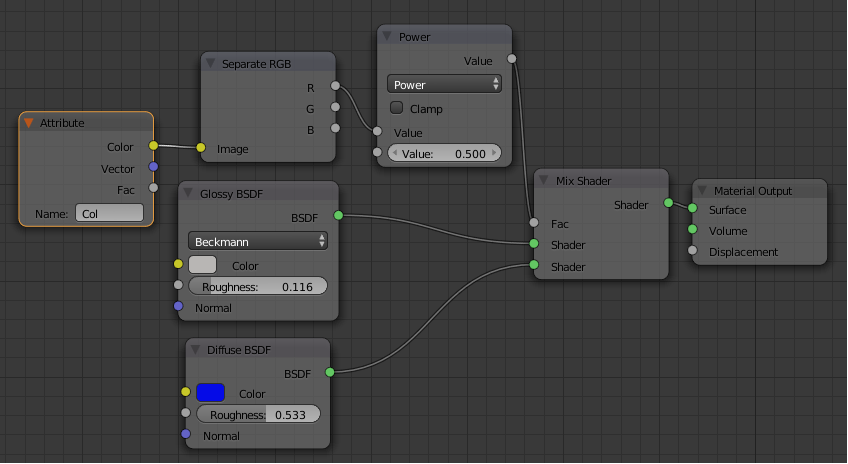 Attribute
Color
Vector
Fac
Name: Col
Separate RGB
R
G
B
Image
Power
Value
Power
Clamp
Value
Value: 0.500
Glossy BSDF
BSDF
Beckmann
Color
Roughness: 0.116
Normal
Diffuse BSDF
BSDF
Color
Roughness: 0.533
Normal
Mix Shader
Shader
Fac
Shader
Shader
Material Output
Surface
Volume
Displacement